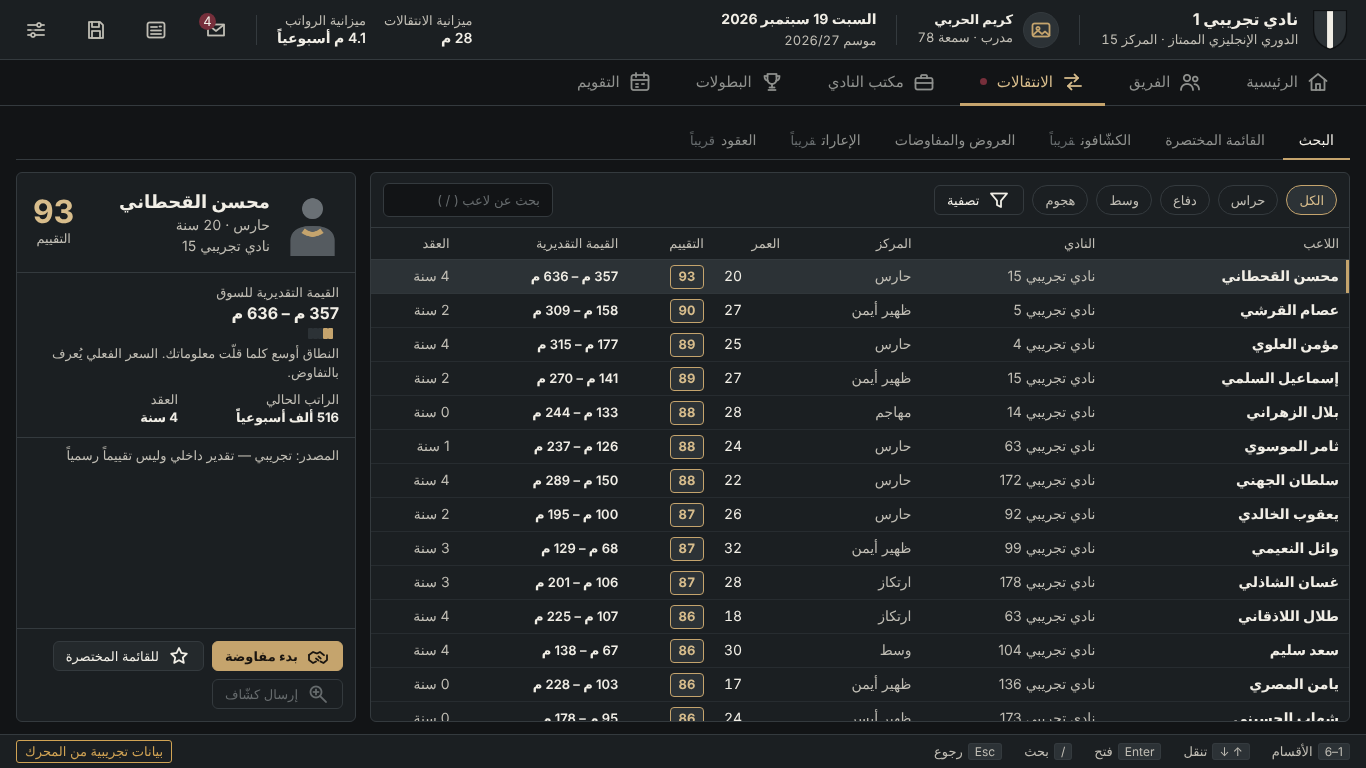 نادي تجريبي 1
الدوري الإنجليزي الممتاز · المركز 15
كريم الحربي
مدرب · سمعة 78
السبت 19 سبتمبر 2026
موسم 2026/27
ميزانية الانتقالات
28 م
ميزانية الرواتب
4.1 م أسبوعياً
4
الرئيسية
الفريق
الانتقالات
مكتب النادي
البطولات
التقويم
البحث
القائمة المختصرة
الكشّافون قريباً
العروض والمفاوضات
الإعارات قريباً
العقود قريباً
الكل
حراس
دفاع
وسط
هجوم
تصفية
بحث عن لاعب ( / )
اللاعب النادي المركز العمر التقييم القيمة التقديرية العقد
محسن القحطاني نادي تجريبي 15 حارس 20 93 357 م – 636 م 4 سنة
عصام القرشي نادي تجريبي 5 ظهير أيمن 27 90 158 م – 309 م 2 سنة
مؤمن العلوي نادي تجريبي 4 حارس 25 89 177 م – 315 م 4 سنة
إسماعيل السلمي نادي تجريبي 15 ظهير أيمن 27 89 141 م – 270 م 2 سنة
بلال الزهراني نادي تجريبي 14 مهاجم 28 88 133 م – 244 م 0 سنة
ثامر الموسوي نادي تجريبي 63 حارس 24 88 126 م – 237 م 1 سنة
سلطان الجهني نادي تجريبي 172 حارس 22 88 150 م – 289 م 4 سنة
يعقوب الخالدي نادي تجريبي 92 حارس 26 87 100 م – 195 م 2 سنة
وائل النعيمي نادي تجريبي 99 ظهير أيمن 32 87 68 م – 129 م 3 سنة
غسان الشاذلي نادي تجريبي 178 ارتكاز 28 87 106 م – 201 م 3 سنة
طلال اللاذقاني نادي تجريبي 63 ارتكاز 18 86 107 م – 225 م 4 سنة
سعد سليم نادي تجريبي 104 وسط 30 86 67 م – 138 م 4 سنة
يامن المصري نادي تجريبي 136 ظهير أيمن 17 86 103 م – 228 م 0 سنة
شهاب الحسيني نادي تجريبي 173 ظهير أيسر 24 86 95 م – 178 م 0 سنة
محسن القحطاني
حارس · 20 سنة
نادي تجريبي 15
93
التقييم
القيمة التقديرية للسوق
357 م – 636 م
النطاق أوسع كلما قلّت معلوماتك. السعر الفعلي يُعرف
بالتفاوض.
الراتب الحالي العقد
516 ألف أسبوعياً 4 سنة
المصدر: تجريبي — تقدير داخلي وليس تقييماً رسمياً
بدء مفاوضة
للقائمة المختصرة
إرسال كشّاف
1–6 الأقسام
↑ ↓ تنقل
Enter فتح
/ بحث
Esc رجوع
بيانات تجريبية من المحرك